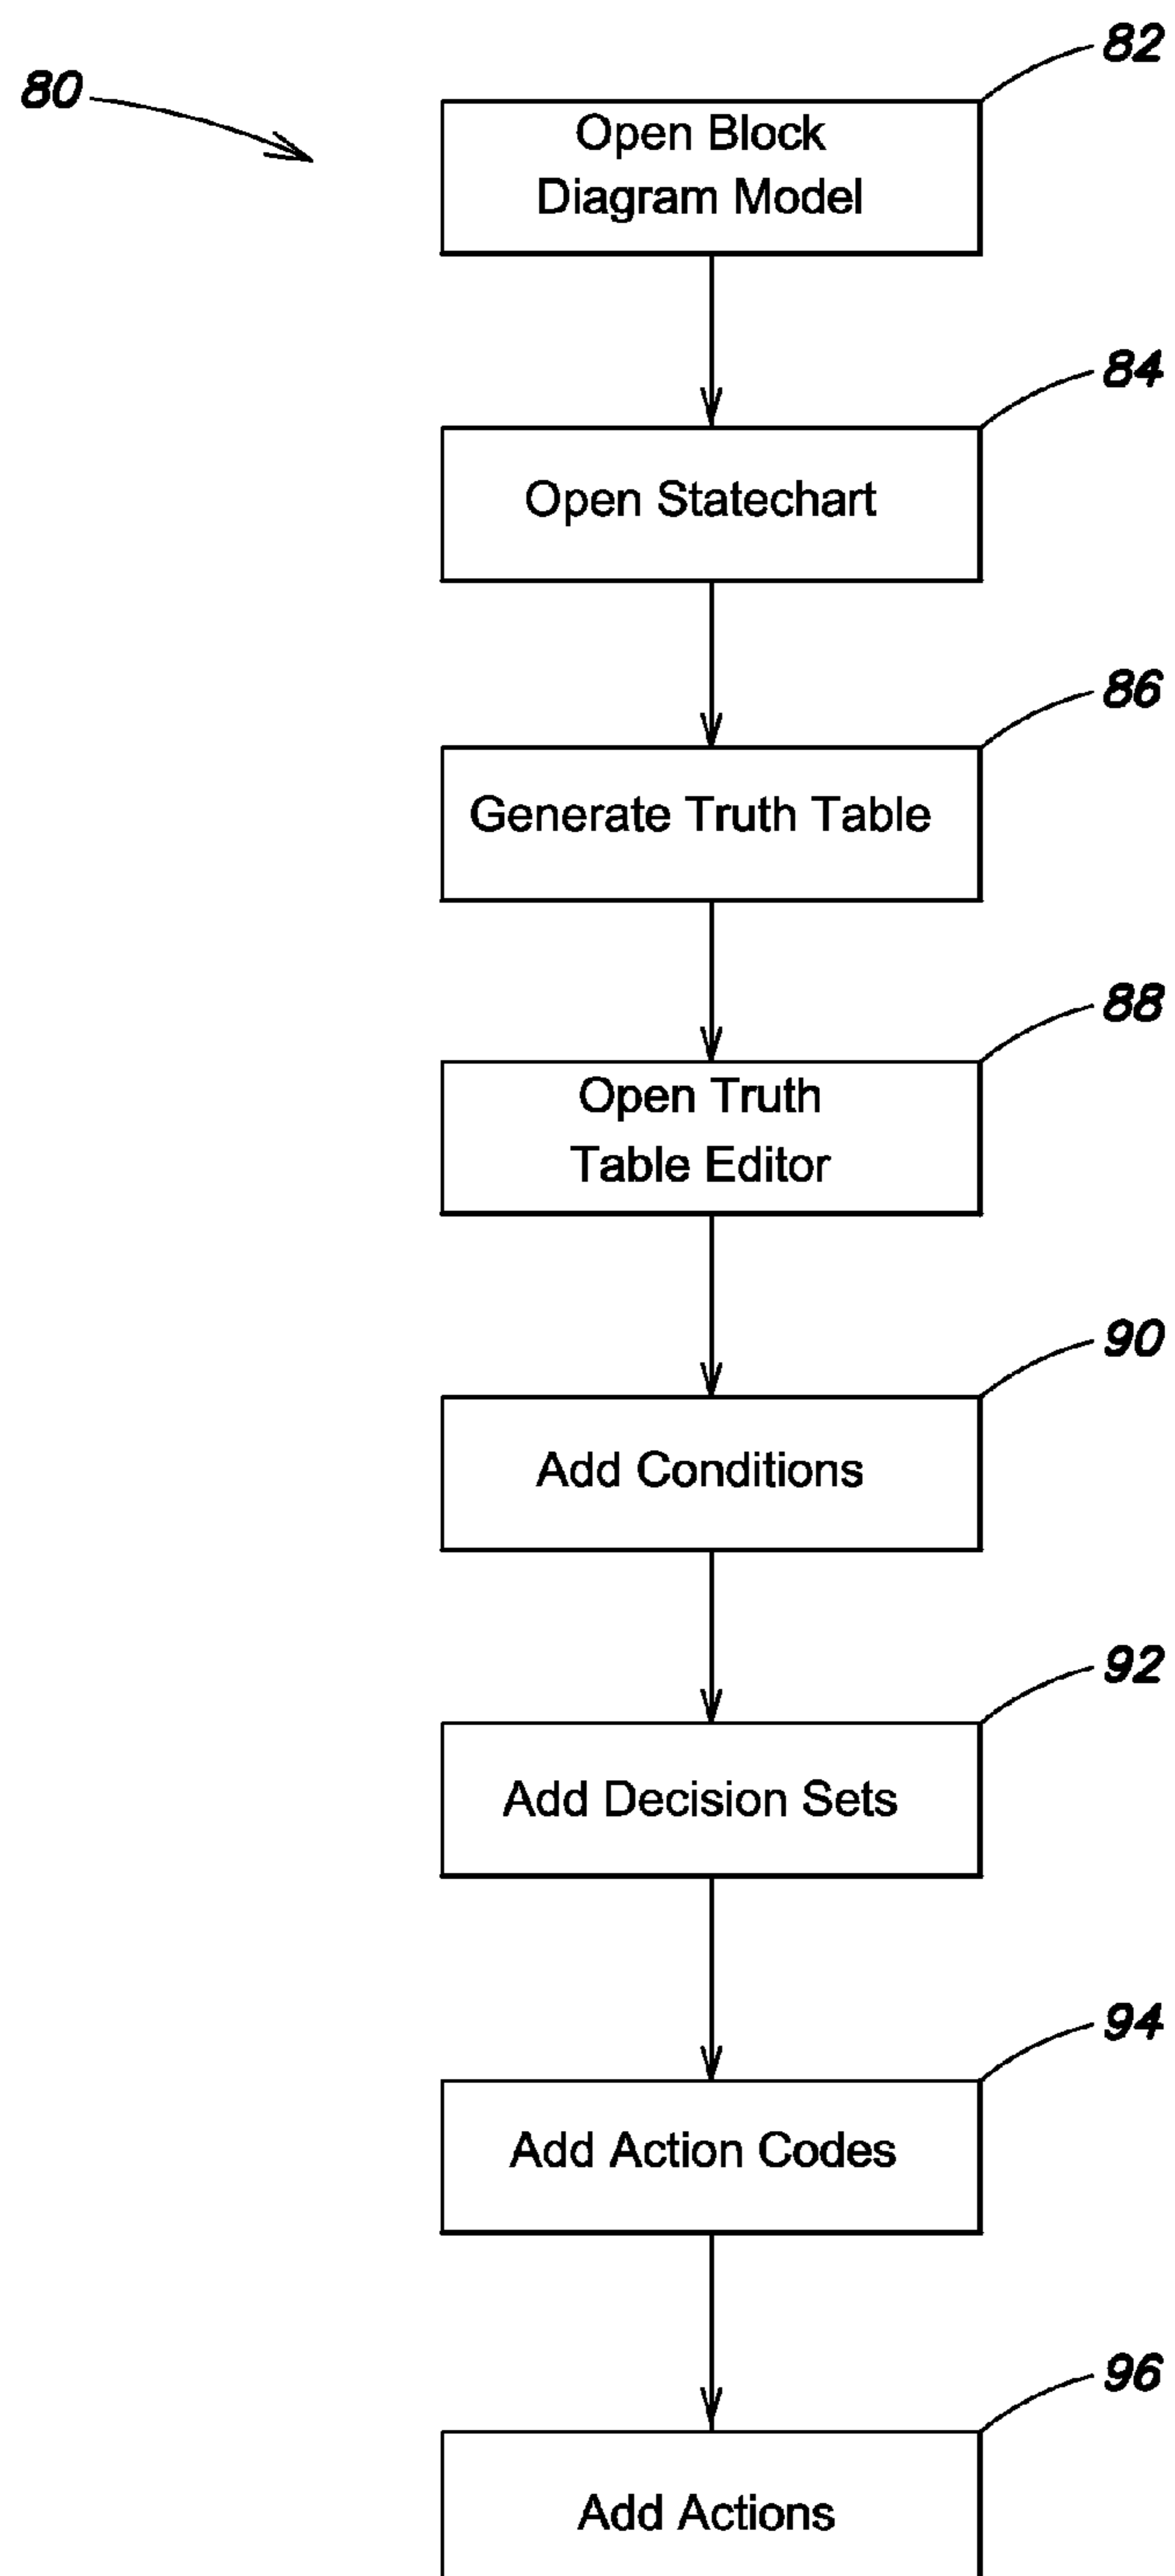 82
80
Open Block
Diagram Model
84
Open Statechart
86
Generate Truth Table
88
Open Truth
Table Editor
90
Add Conditions
92
Add Decision Sets
94
Add Action Codes
96
Add Actions